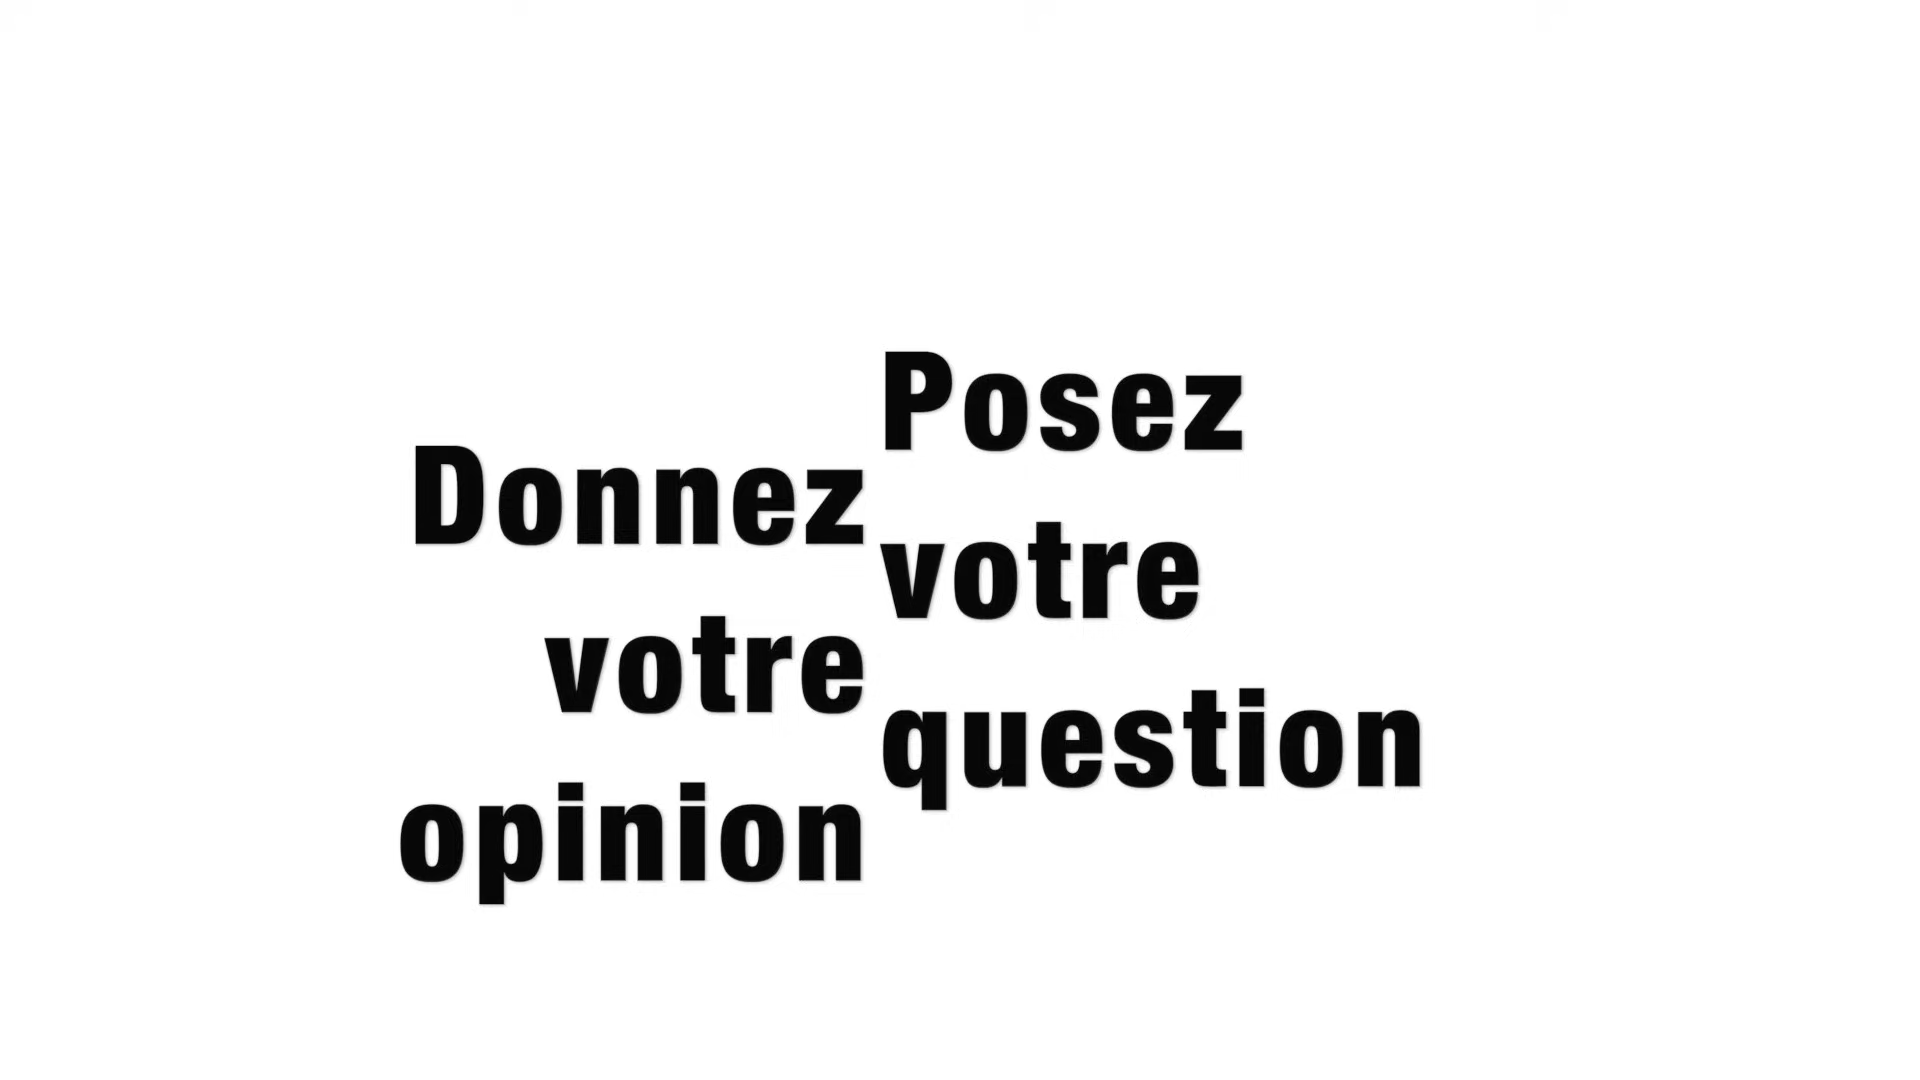 Donnez
votre
opinion
Posez
votre
question